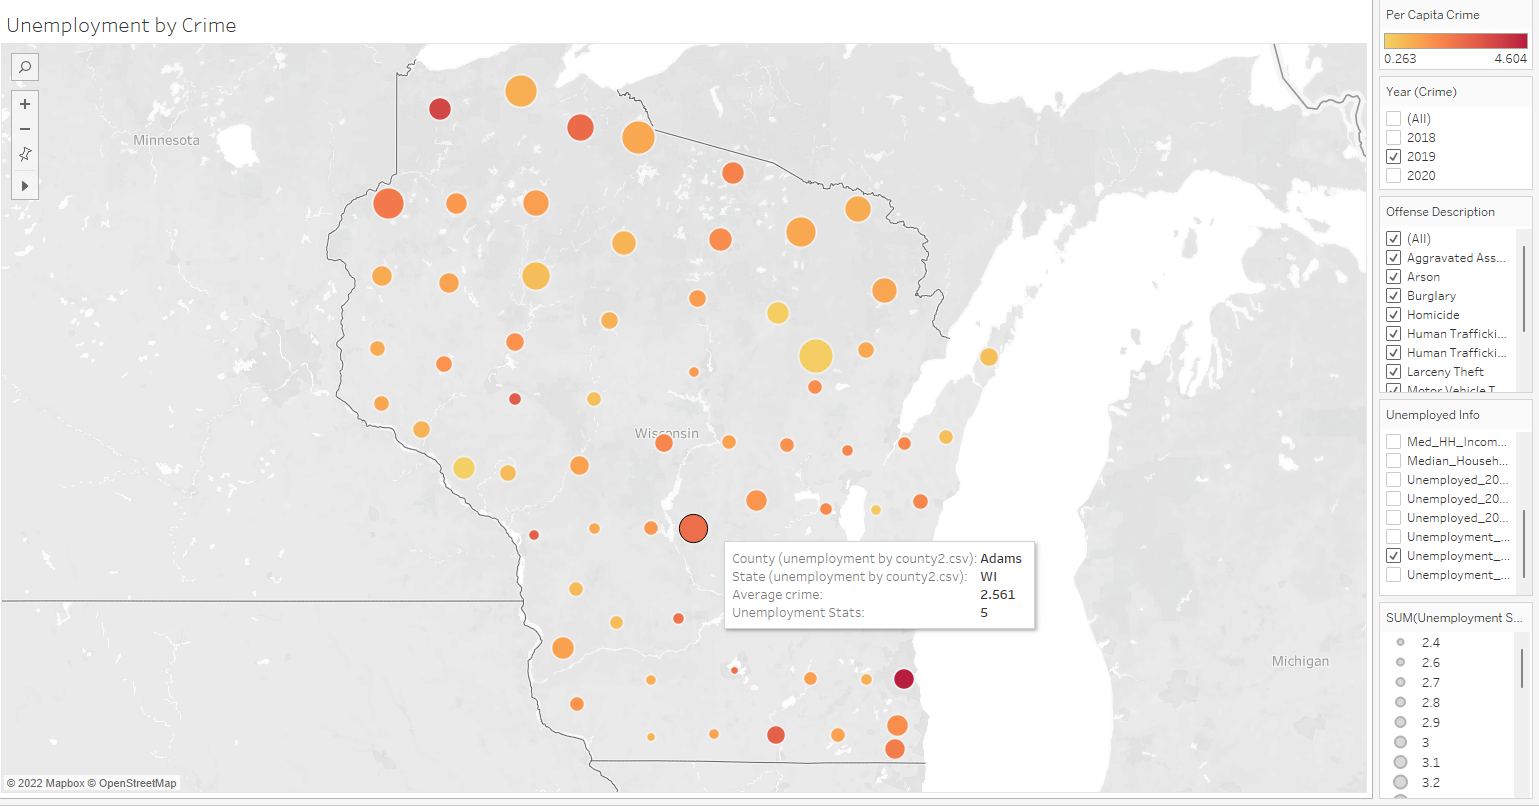 Unemployment by Crime
Minnesota
Wisconsin
Michigan
County (unemployment by county2.csv): Adams
State (unemployment by county2.csv): WI
Average crime: 2.561
Unemployment Stats: 5
© 2022 Mapbox © OpenStreetMap
Per Capita Crime
0.263 4.604
Year (Crime)
(All)
2018
2019
2020
Offense Description
(All)
Aggravated Ass...
Arson
Burglary
Homicide
Human Trafficki...
Human Trafficki...
Larceny Theft
Motor Vehicle T...
Unemployed Info
Med_HH_Incom...
Median_Househ...
Unemployed_20...
Unemployed_20...
Unemployed_20...
Unemployment_...
Unemployment_...
Unemployment_...
SUM(Unemployment S...
2.4
2.6
2.7
2.8
2.9
3
3.1
3.2